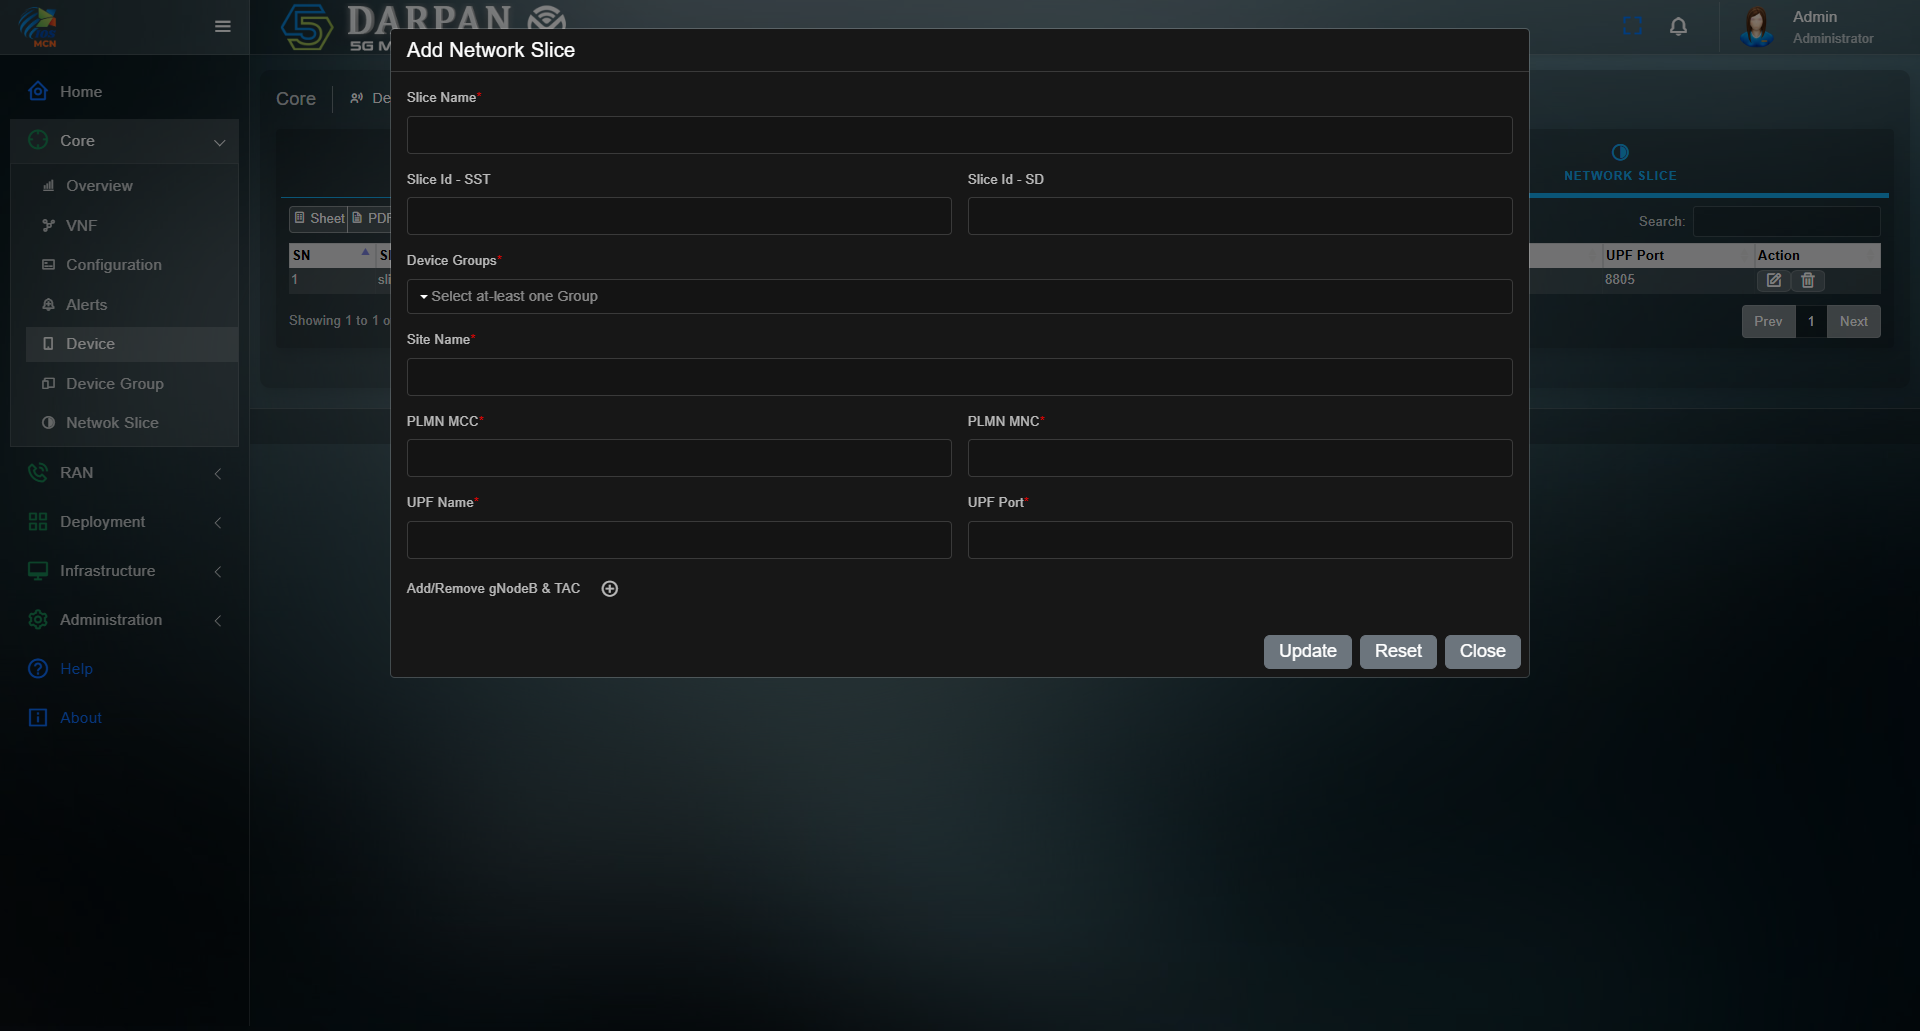 MCN
DARPAN
5G M
Admin
Administrator
Home
Core
Overview
VNF
Configuration
Alerts
Device
Device Group
Netwok Slice
RAN
Deployment
Infrastructure
Administration
Help
About
Core
De
Sheet
PDF
SN
Sl
1
sli
Showing 1 to 1 o
Add Network Slice
Slice Name*
Slice Id - SST
Slice Id - SD
Device Groups*
Select at-least one Group
Site Name*
PLMN MCC*
PLMN MNC*
UPF Name*
UPF Port*
Add/Remove gNodeB & TAC
Update
Reset
Close
NETWORK SLICE
Search:
UPF Port
Action
8805
Prev
1
Next